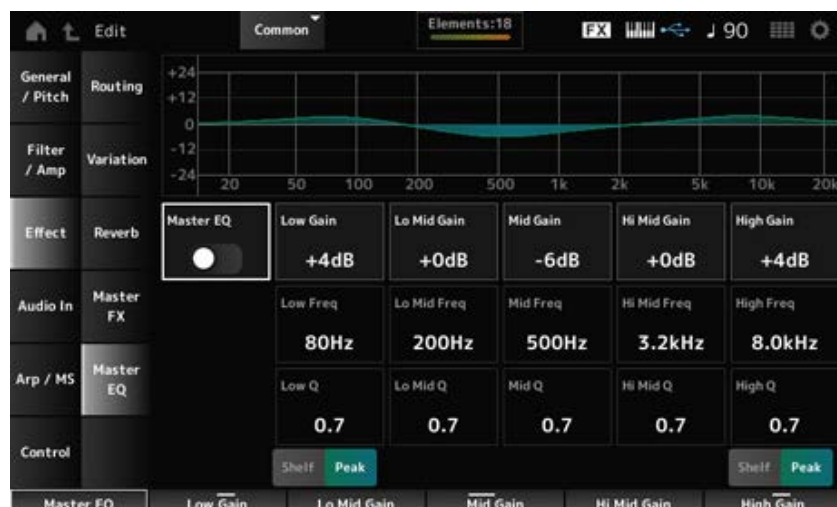 Edit
Common
Elements:18
FX
90
General / Pitch
Filter / Amp
Effect
Audio In
Arp / MS
Control
Routing
Variation
Reverb
Master FX
Master EQ
+24
+12
0
-12
-24
20 50 100 200 500 1k 2k 5k 10k 20k
Master EQ
Low Gain
+4dB
Lo Mid Gain
+0dB
Mid Gain
-6dB
Hi Mid Gain
+0dB
High Gain
+4dB
Low Freq
80Hz
Lo Mid Freq
200Hz
Mid Freq
500Hz
Hi Mid Freq
3.2kHz
High Freq
8.0kHz
Low Q
0.7
Lo Mid Q
0.7
Mid Q
0.7
Hi Mid Q
0.7
High Q
0.7
Shelf Peak
Shelf Peak
Master EQ
Low Gain
Lo Mid Gain
Mid Gain
Hi Mid Gain
High Gain